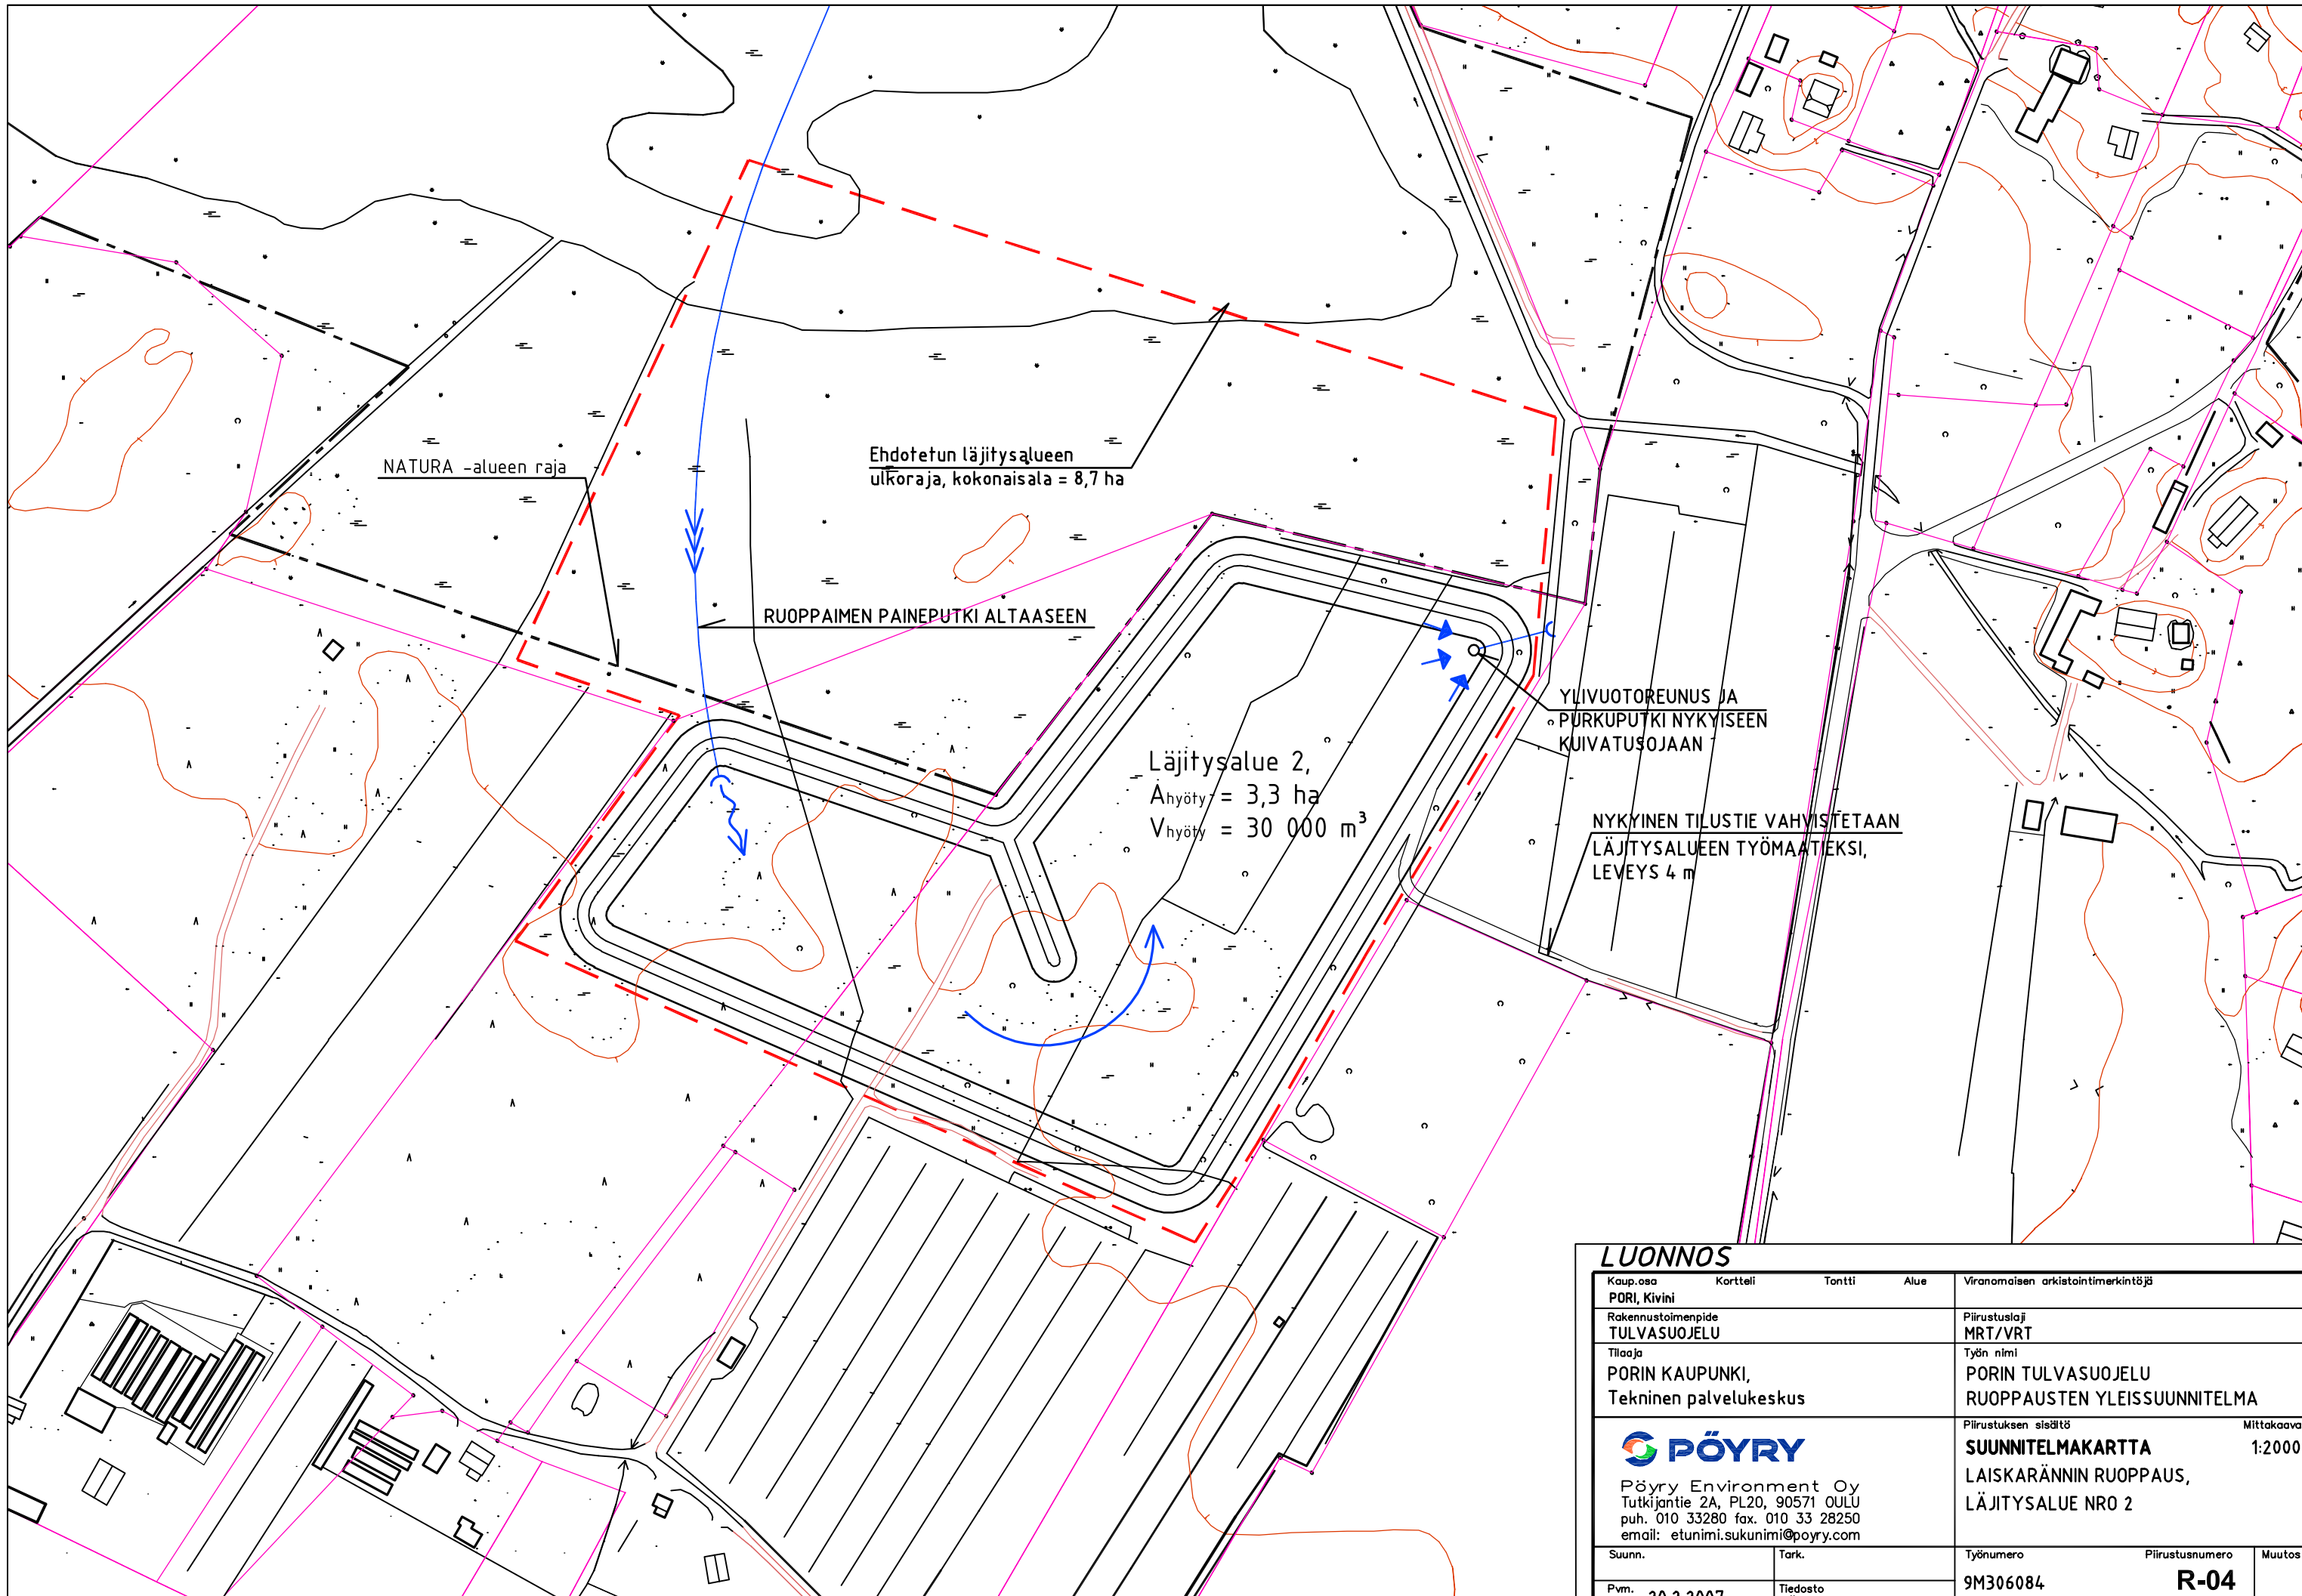 NATURA -alueen raja
Ehdotetun läjitysalueen
ulkoraja, kokonaisala = 8,7 ha
RUOPPAIMEN PAINEPUTKI ALTAASEEN
YLIVUOTOREUNUS JA
PURKUPUTKI NYKYISEEN
KUIVATUSOJAAN
Läjitysalue 2,
Ahyöty = 3,3 ha
Vhyöty = 30 000 m³
NYKYINEN TILUSTIE VAHVISTETAAN
LÄJITYSALUEEN TYÖMAATIEKSI,
LEVEYS 4 m
LUONNOS
Kaup.osa Kortteli Tontti Alue Viranomaisen arkistointimerkintöjä
PORI, Kivini
Rakennustoimenpide Piirustuslaji
TULVASUOJELU MRT/VRT
Tilaaja Työn nimi
PORIN KAUPUNKI, PORIN TULVASUOJELU
Tekninen palvelukeskus RUOPPAUSTEN YLEISSUUNNITELMA
Piirustuksen sisältö Mittakaava
PÖYRY SUUNNITELMAKARTTA 1:2000
LAISKARÄNNIN RUOPPAUS,
LÄJITYSALUE NRO 2
Pöyry Environment Oy
Tutkijantie 2A, PL20, 90571 OULU
puh. 010 33280 fax. 010 33 28250
email: etunimi.sukunimi@poyry.com
Suunn. Tark. Työnumero Piirustusnumero Muutos
9M306084 R-04
Pvm. Tiedosto